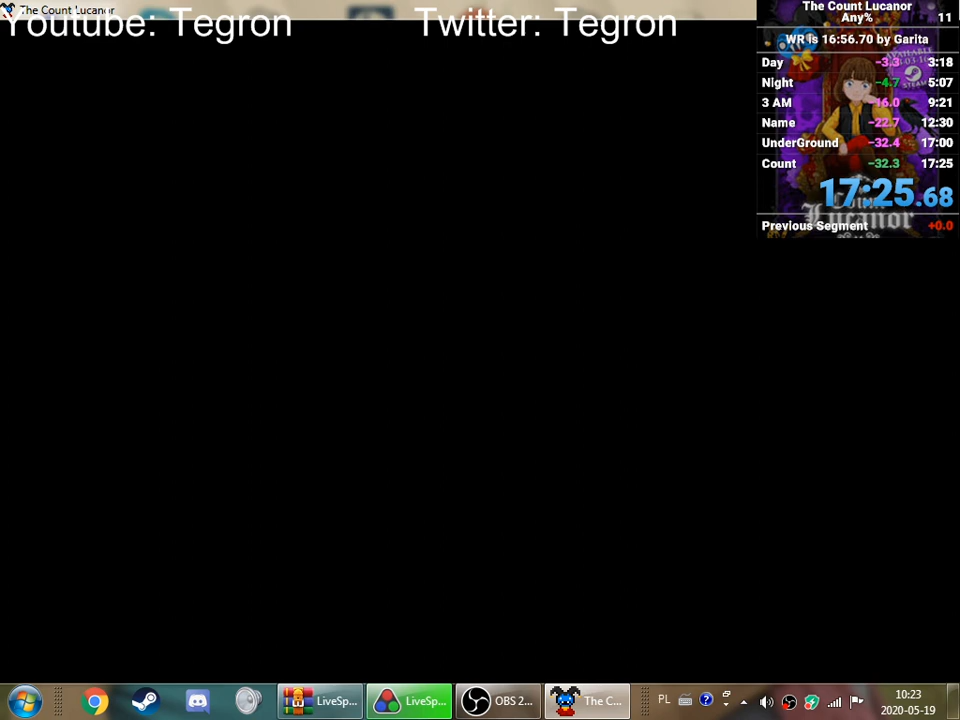 The Count Lucanor
Youtube: Tegron
Twitter: Tegron
The Count Lucanor
Any%
11
WR is 16:56.70 by Garita
Day -3.3 3:18
Night -4.7 5:07
3 AM -16.0 9:21
Name -22.7 12:30
UnderGround -32.4 17:00
Count -32.3 17:25
17:25.68
Lucanor
Previous Segment +0.0
LiveSp...
LiveSp...
OBS 2...
The C...
PL
10:23
2020-05-19